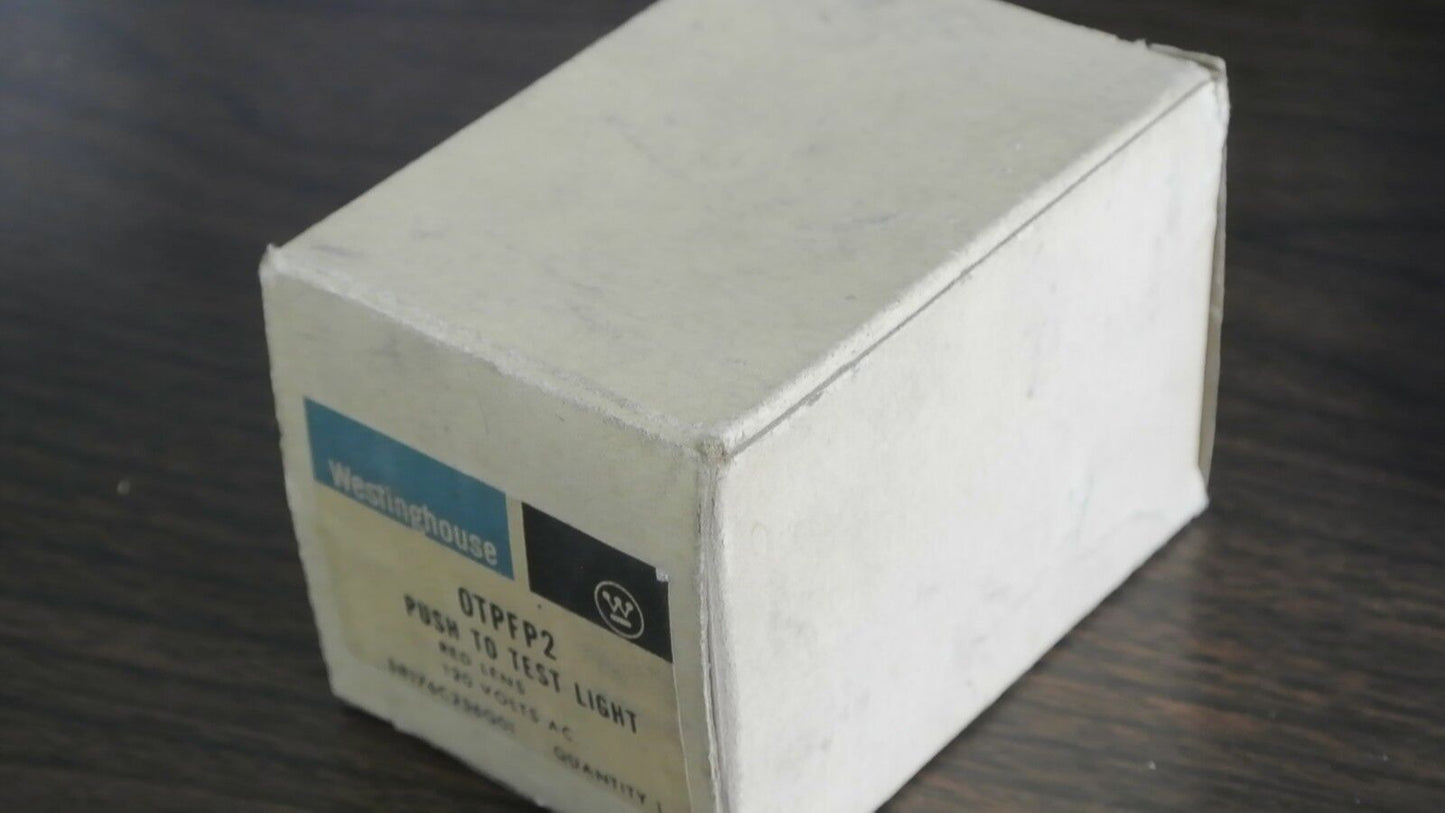 Westinghouse
W
OTPFP2
PUSH TO TEST LIGHT
RED LENS
120 VOLTS AC
QUANTITY 1